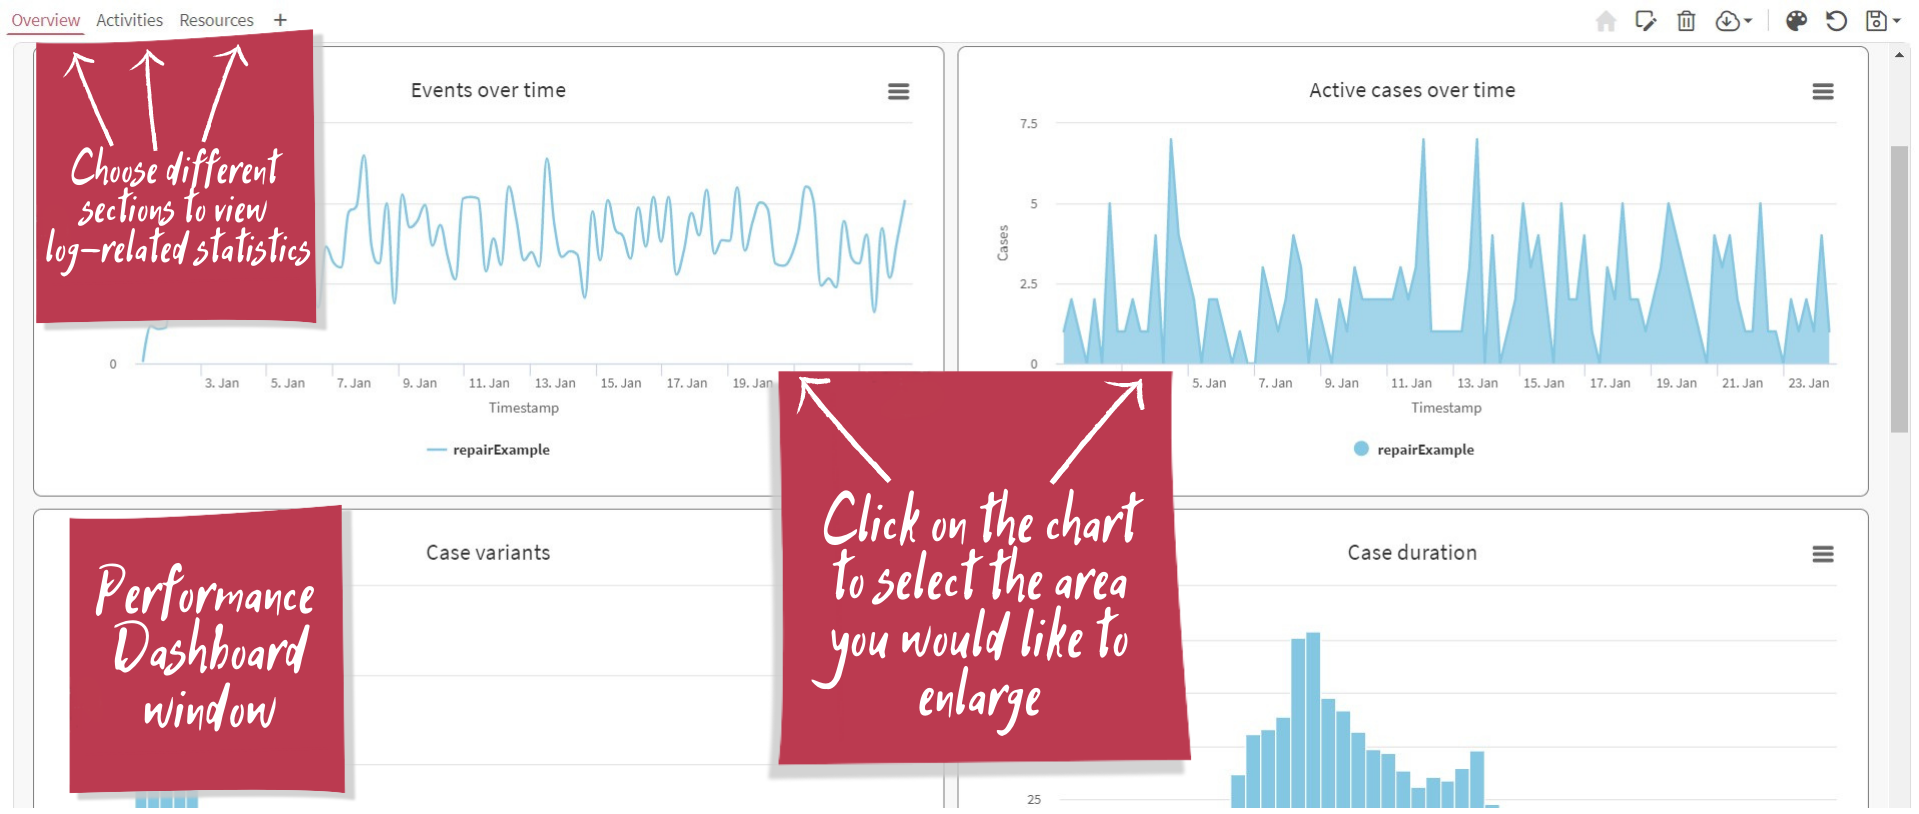 Overview Activities Resources +
Choose different
sections to view
log-related statistics
Events over time
0
3. Jan 5. Jan 7. Jan 9. Jan 11. Jan 13. Jan 15. Jan 17. Jan 19. Jan
Timestamp
repairExample
Active cases over time
Cases
7.5
5
2.5
0
5. Jan 7. Jan 9. Jan 11. Jan 13. Jan 15. Jan 17. Jan 19. Jan 21. Jan 23. Jan
Timestamp
repairExample
Performance
Dashboard
window
Case variants
Click on the chart
to select the area
you would like to
enlarge
Case duration
25